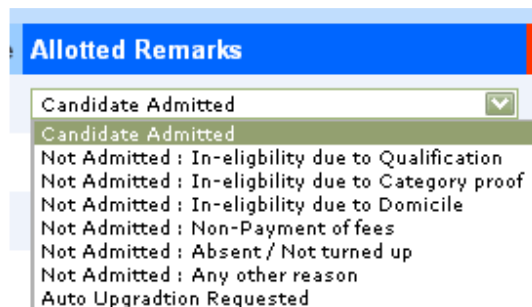 Allotted Remarks
Candidate Admitted
Candidate Admitted
Not Admitted : In-eligbility due to Qualification
Not Admitted : In-eligbility due to Category proof
Not Admitted : In-eligbility due to Domicile
Not Admitted : Non-Payment of fees
Not Admitted : Absent / Not turned up
Not Admitted : Any other reason
Auto Upgradtion Requested